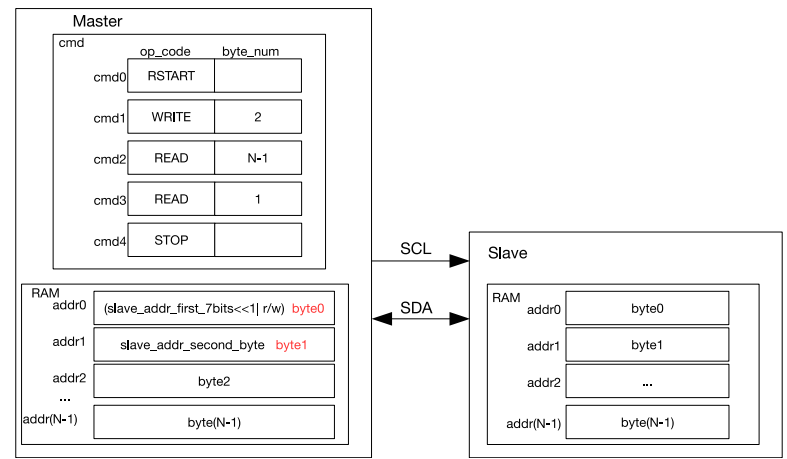 Master
cmd
op_code byte_num
cmd0 RSTART
cmd1 WRITE 2
cmd2 READ N-1
cmd3 READ 1
cmd4 STOP
RAM
addr0 (slave_addr_first_7bits<<1| r/w) byte0
addr1 slave_addr_second_byte byte1
addr2 byte2
...
addr(N-1) byte(N-1)
SCL
SDA
Slave
RAM
addr0 byte0
addr1 byte1
addr2 ...
addr(N-1) byte(N-1)